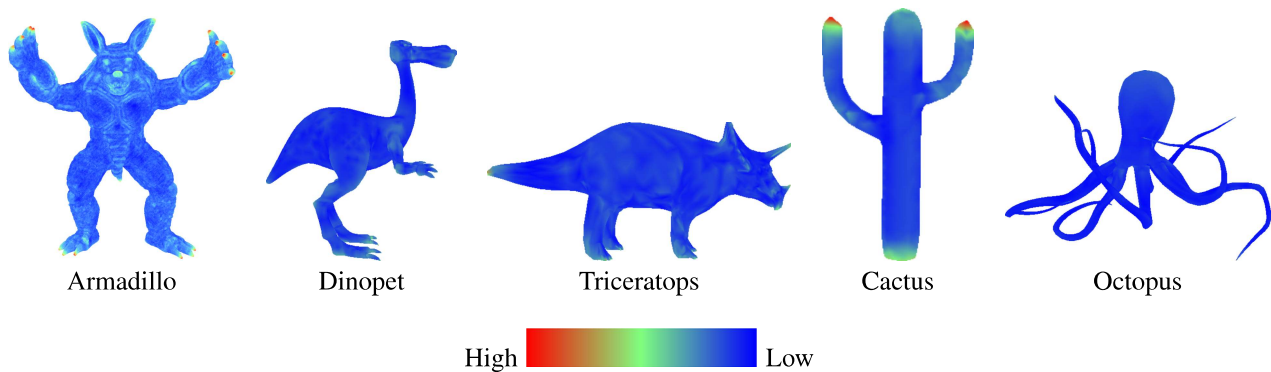 Armadillo
Dinopet
Triceratops
Cactus
Octopus
High
Low